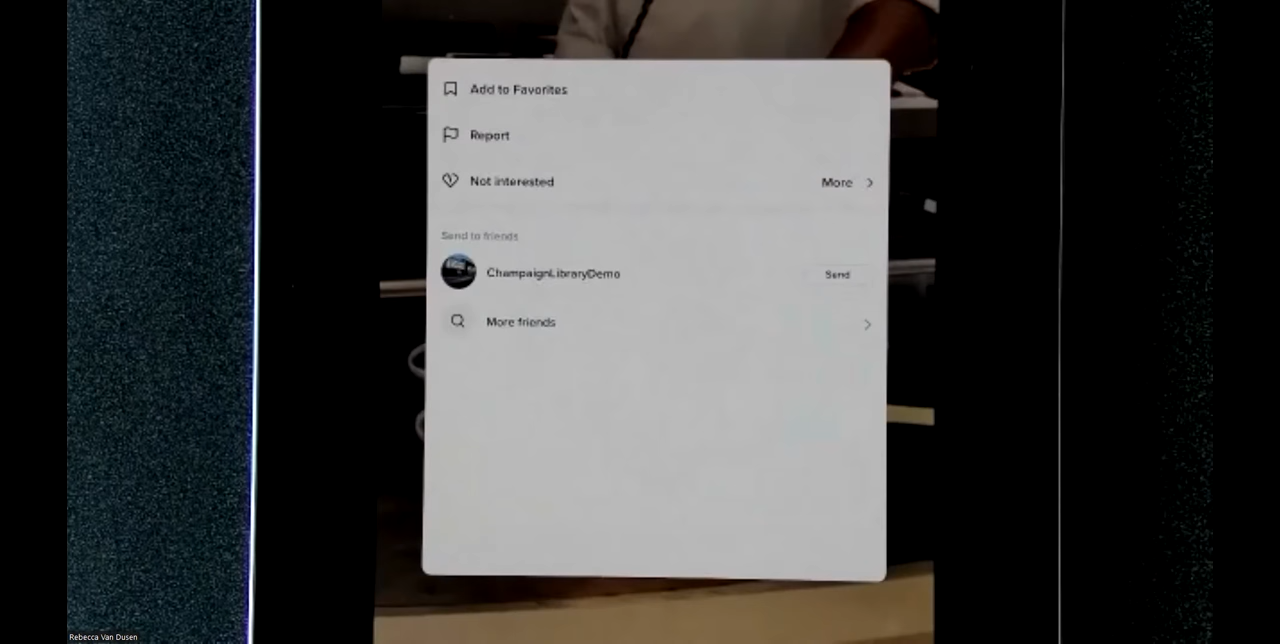 Add to Favorites
Report
Not interested
More
Send to friends
ChampaignLibraryDemo
Send
More friends
Rebecca Van Dusen